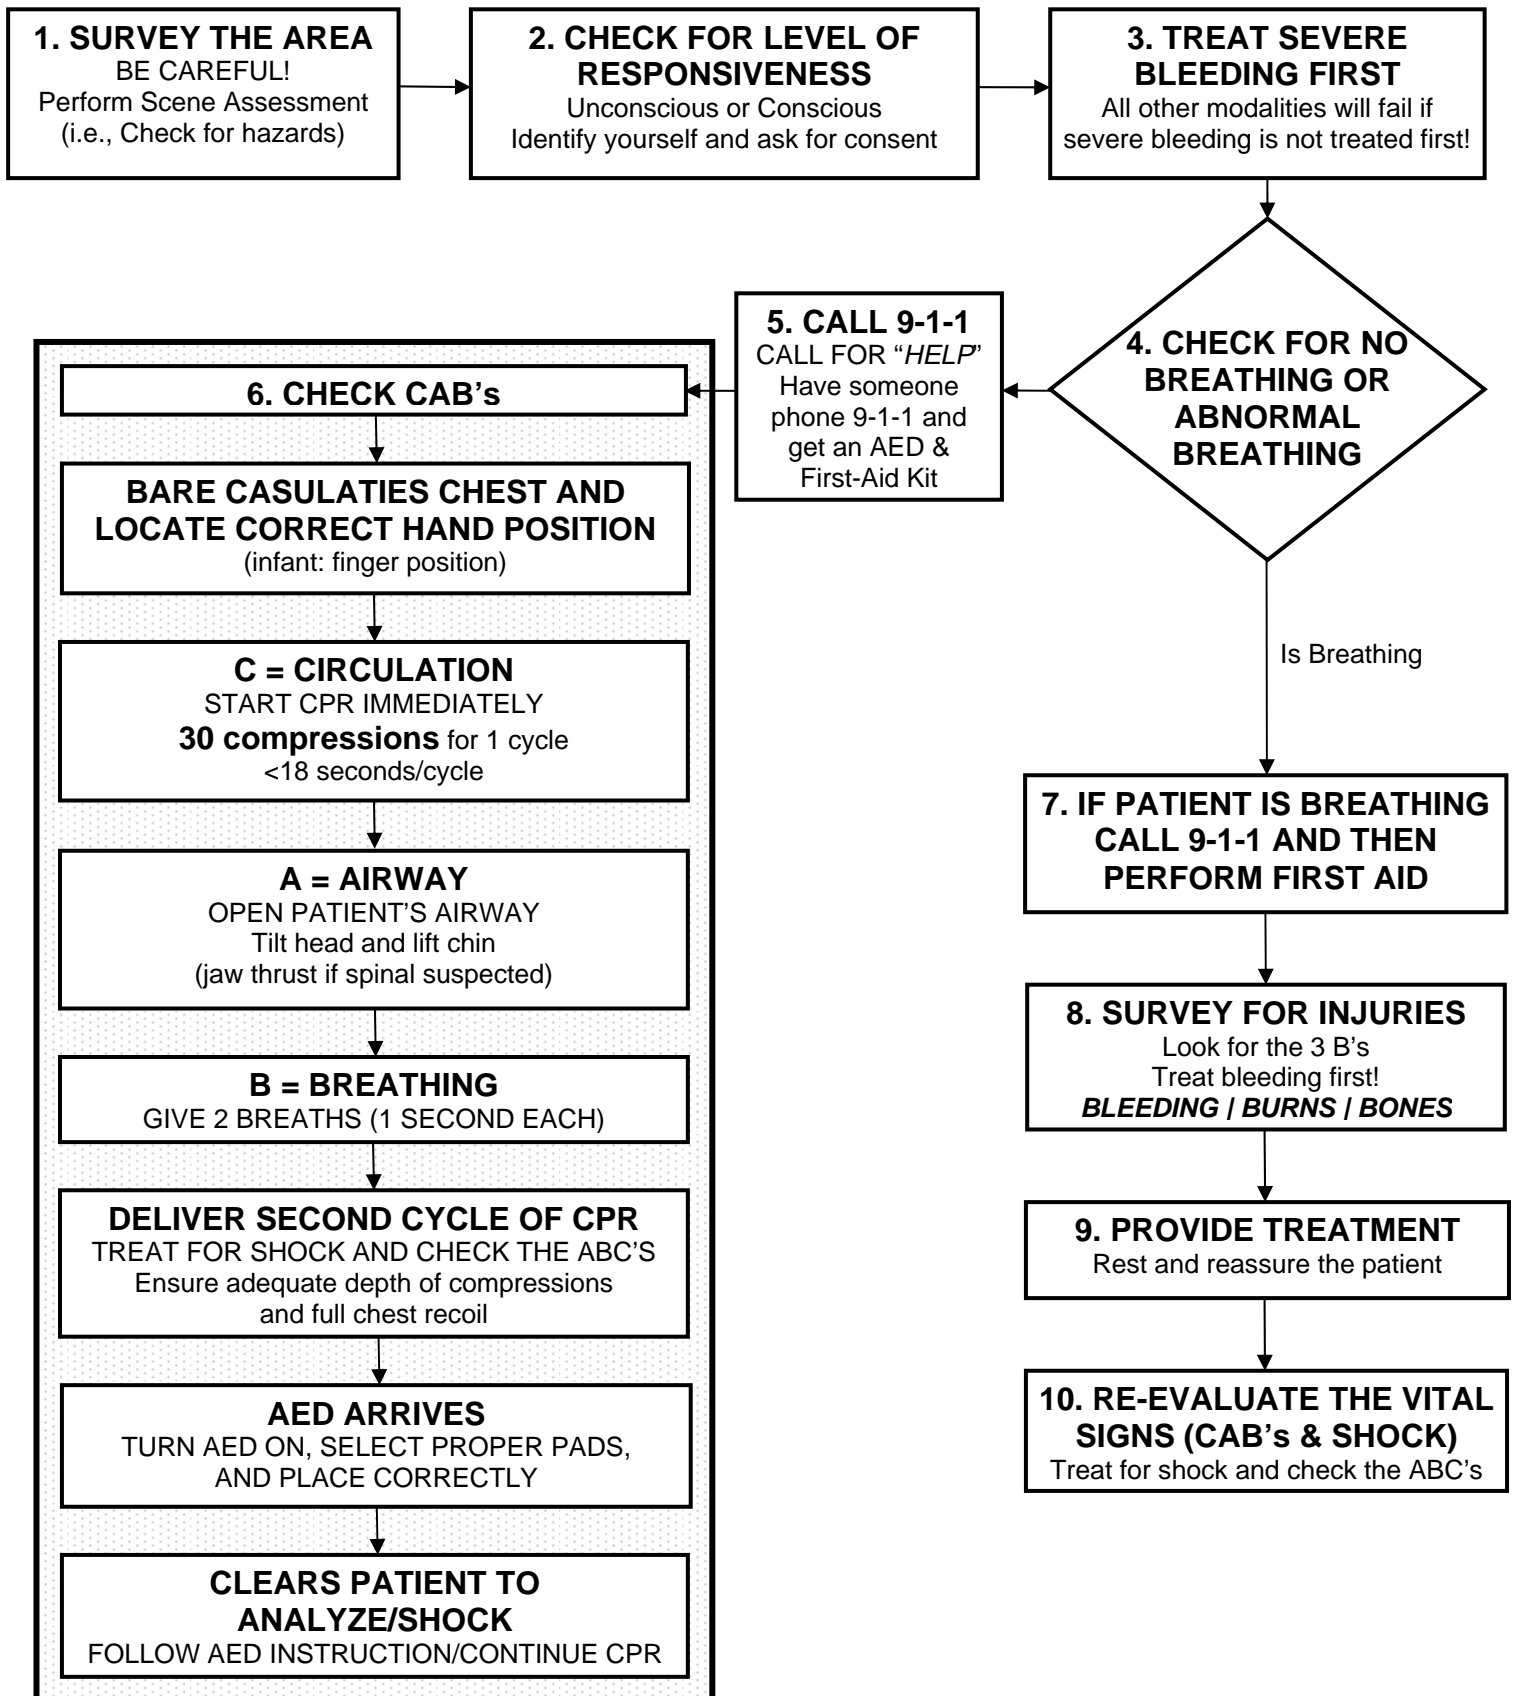 1. SURVEY THE AREA
BE CAREFUL!
Perform Scene Assessment
(i.e., Check for hazards)
2. CHECK FOR LEVEL OF
RESPONSIVENESS
Unconscious or Conscious
Identify yourself and ask for consent
3. TREAT SEVERE
BLEEDING FIRST
All other modalities will fail if
severe bleeding is not treated first!
4. CHECK FOR NO
BREATHING OR
ABNORMAL
BREATHING
5. CALL 9-1-1
CALL FOR “HELP”
Have someone
phone 9-1-1 and
get an AED &
First-Aid Kit
6. CHECK CAB’s
BARE CASULATIES CHEST AND
LOCATE CORRECT HAND POSITION
(infant: finger position)
C = CIRCULATION
START CPR IMMEDIATELY
30 compressions for 1 cycle
<18 seconds/cycle
A = AIRWAY
OPEN PATIENT’S AIRWAY
Tilt head and lift chin
(jaw thrust if spinal suspected)
B = BREATHING
GIVE 2 BREATHS (1 SECOND EACH)
DELIVER SECOND CYCLE OF CPR
TREAT FOR SHOCK AND CHECK THE ABC’S
Ensure adequate depth of compressions
and full chest recoil
AED ARRIVES
TURN AED ON, SELECT PROPER PADS,
AND PLACE CORRECTLY
CLEARS PATIENT TO
ANALYZE/SHOCK
FOLLOW AED INSTRUCTION/CONTINUE CPR
Is Breathing
7. IF PATIENT IS BREATHING
CALL 9-1-1 AND THEN
PERFORM FIRST AID
8. SURVEY FOR INJURIES
Look for the 3 B’s
Treat bleeding first!
BLEEDING / BURNS / BONES
9. PROVIDE TREATMENT
Rest and reassure the patient
10. RE-EVALUATE THE VITAL
SIGNS (CAB’s & SHOCK)
Treat for shock and check the ABC’s